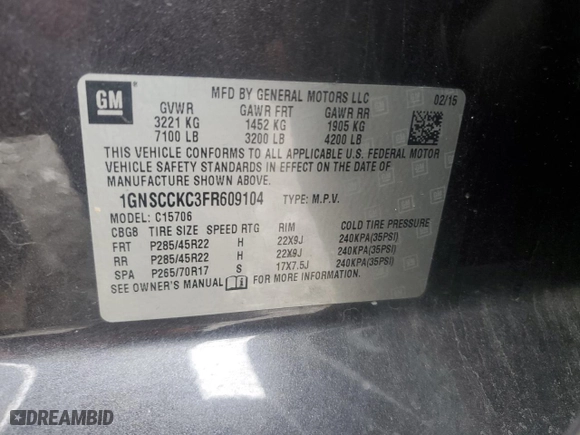 GM
MFD BY GENERAL MOTORS LLC 02/15
GVWR GAWR FRT GAWR RR
3221 KG 1452 KG 1905 KG
7100 LB 3200 LB 4200 LB
THIS VEHICLE CONFORMS TO ALL APPLICABLE U.S. FEDERAL MOTOR
VEHICLE SAFETY STANDARDS IN EFFECT ON THE DATE OF
MANUFACTURE SHOWN ABOVE.
1GNSCCKC3FR609104 TYPE: M.P.V.
MODEL: C15706
CBG8 TIRE SIZE SPEED RTG RIM COLD TIRE PRESSURE
FRT P285/45R22 H 22X9J 240KPA(35PSI)
RR P285/45R22 H 22X9J 240KPA(35PSI)
SPA P265/70R17 S 17X7.5J 240KPA(35PSI)
SEE OWNER'S MANUAL FOR MORE INFORMATION.
DREAMBID